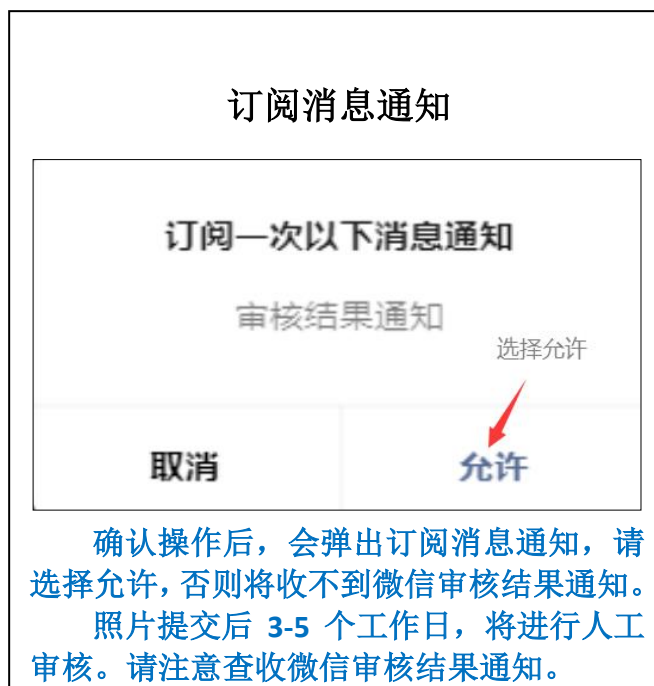 订阅消息通知
订阅一次以下消息通知
审核结果通知
选择允许
取消
允许
确认操作后，会弹出订阅消息通知，请
选择允许，否则将收不到微信审核结果通知。
照片提交后 3-5 个工作日，将进行人工
审核。请注意查收微信审核结果通知。